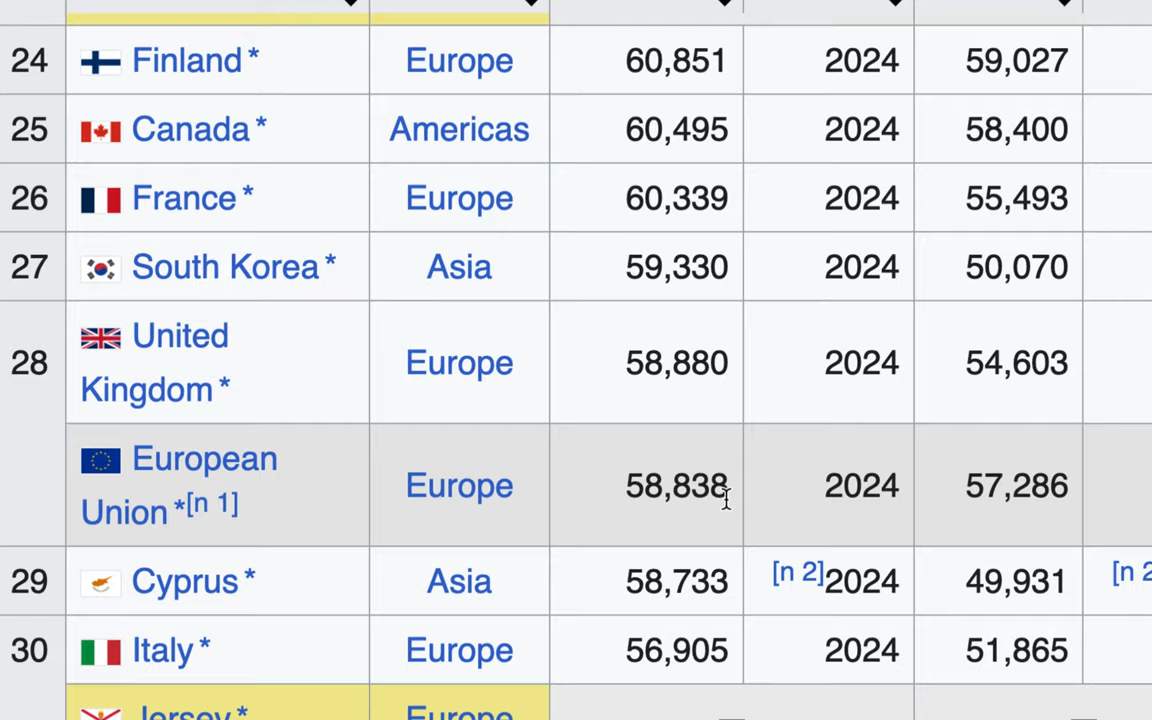 24 Finland * Europe 60,851 2024 59,027
25 Canada * Americas 60,495 2024 58,400
26 France * Europe 60,339 2024 55,493
27 South Korea * Asia 59,330 2024 50,070
28 United Kingdom * Europe 58,880 2024 54,603
European Union *[n 1] Europe 58,838 2024 57,286
29 Cyprus * Asia 58,733 [n 2]2024 49,931 [n 2
30 Italy * Europe 56,905 2024 51,865
Jersey * Europe — —